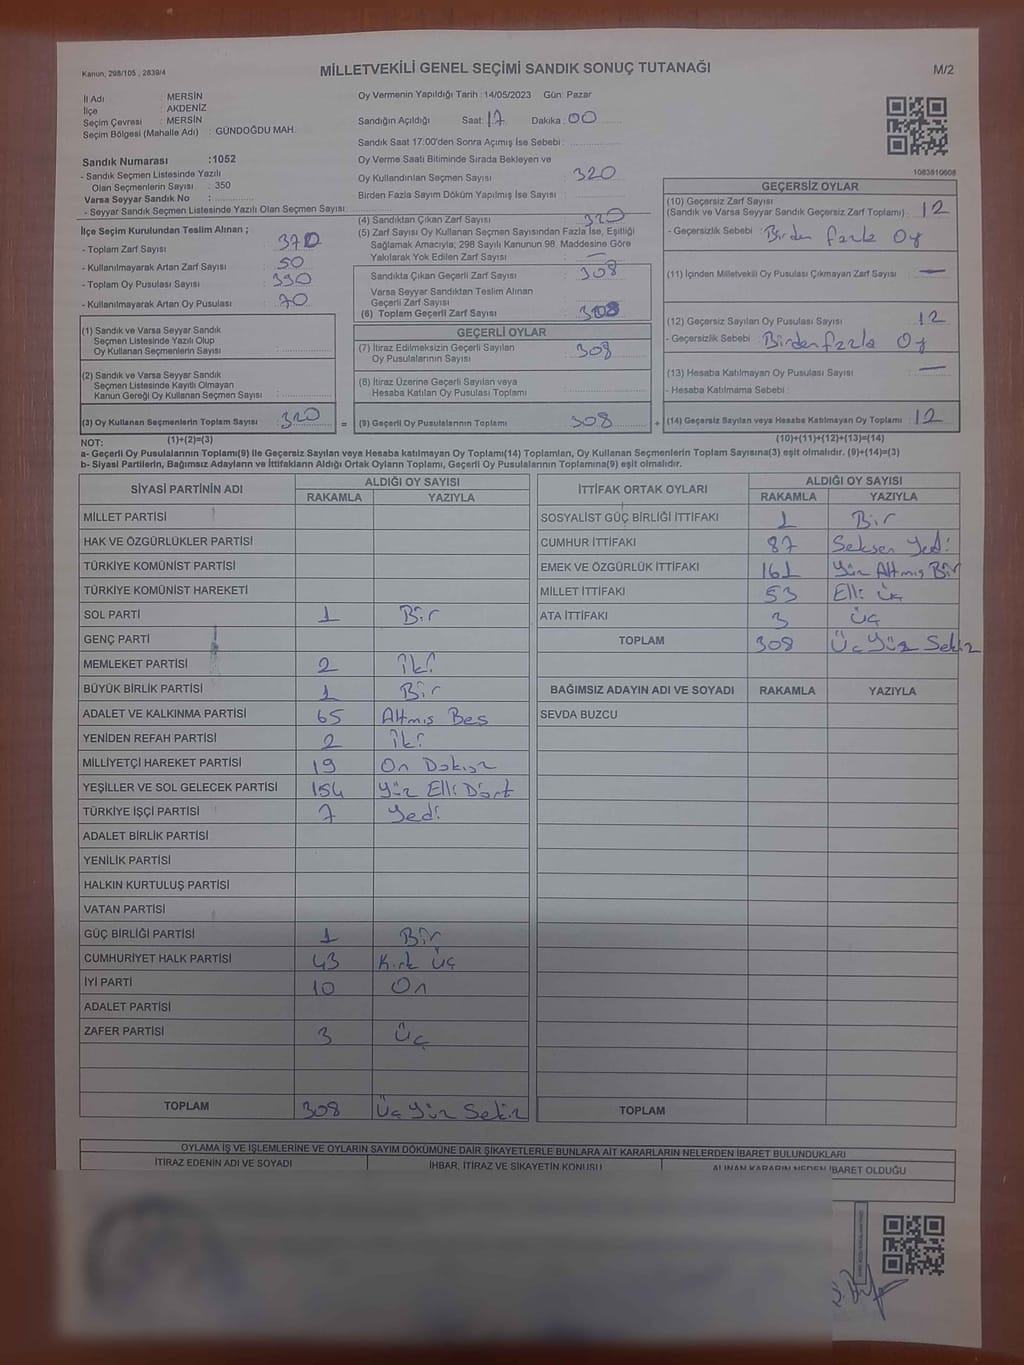 Kanun, 298/105 , 2839/4
MİLLETVEKİLİ GENEL SEÇİMİ SANDIK SONUÇ TUTANAĞI
M/2
İl Adı : MERSİN
İlçe : AKDENİZ
Seçim Çevresi : MERSİN
Seçim Bölgesi (Mahalle Adı) : GÜNDOĞDU MAH.
Sandık Numarası :1052
- Sandık Seçmen Listesinde Yazılı
Olan Seçmenlerin Sayısı : 350
Varsa Seyyar Sandık No :
- Seyyar Sandık Seçmen Listesinde Yazılı Olan Seçmen Sayısı:
İlçe Seçim Kurulundan Teslim Alınan ;
- Toplam Zarf Sayısı : 370
- Kullanılmayarak Artan Zarf Sayısı : 50
- Toplam Oy Pusulası Sayısı : 390
- Kullanılmayarak Artan Oy Pusulası : 70
Oy Vermenin Yapıldığı Tarih :14/05/2023 Gün: Pazar
Sandığın Açıldığı Saat: 17 Dakika : 00
Sandık Saat 17:00'den Sonra Açımış İse Sebebi :
Oy Verme Saati Bitiminde Sırada Bekleyen ve
Oy Kullandırılan Seçmen Sayısı : 320
Birden Fazla Sayım Döküm Yapılmış İse Sayısı :
(4) Sandıktan Çıkan Zarf Sayısı : 320
(5) Zarf Sayısı Oy Kullanan Seçmen Sayısından Fazla İse, Eşitliği
Sağlamak Amacıyla; 298 Sayılı Kanunun 98. Maddesine Göre
Yakılarak Yok Edilen Zarf Sayısı : —
Sandıkta Çıkan Geçerli Zarf Sayısı : 308
Varsa Seyyar Sandıktan Teslim Alınan
Geçerli Zarf Sayısı
(6) Toplam Geçerli Zarf Sayısı : 308
GEÇERLİ OYLAR
(7) İtiraz Edilmeksizin Geçerli Sayılan
Oy Pusulalarının Sayısı : 308
(8) İtiraz Üzerine Geçerli Sayılan veya
Hesaba Katılan Oy Pusulası Toplamı
(9) Geçerli Oy Pusulalarının Toplamı : 308
1083810608
GEÇERSİZ OYLAR
(10) Geçersiz Zarf Sayısı
(Sandık ve Varsa Seyyar Sandık Geçersiz Zarf Toplamı) : 12
- Geçersizlik Sebebi : Birden fazla Oy
(11) İçinden Milletvekili Oy Pusulası Çıkmayan Zarf Sayısı : —
(12) Geçersiz Sayılan Oy Pusulası Sayısı : 12
- Geçersizlik Sebebi : Birden fazla Oy
(13) Hesaba Katılmayan Oy Pusulası Sayısı : —
- Hesaba Katılmama Sebebi :
(14) Geçersiz Sayılan veya Hesaba Katılmayan Oy Toplamı : 12
(1) Sandık ve Varsa Seyyar Sandık
Seçmen Listesinde Yazılı Olup
Oy Kullanan Seçmenlerin Sayısı :
(2) Sandık ve Varsa Seyyar Sandık
Seçmen Listesinde Kayıtlı Olmayan
Kanun Gereği Oy Kullanan Seçmen Sayısı :
(3) Oy Kullanan Seçmenlerin Toplam Sayısı : 320
=
+
NOT: (1)+(2)=(3) (10)+(11)+(12)+(13)=(14)
a- Geçerli Oy Pusulalarının Toplamı(9) ile Geçersiz Sayılan veya Hesaba katılmayan Oy Toplamı(14) Toplamları, Oy Kullanan Seçmenlerin Toplam Sayısına(3) eşit olmalıdır. (9)+(14)=(3)
b- Siyasi Partilerin, Bağımsız Adayların ve İttifakların Aldığı Ortak Oyların Toplamı, Geçerli Oy Pusulalarının Toplamına(9) eşit olmalıdır.
SİYASİ PARTİNİN ADI ALDIĞI OY SAYISI
RAKAMLA YAZIYLA
MİLLET PARTİSİ
HAK VE ÖZGÜRLÜKLER PARTİSİ
TÜRKİYE KOMÜNİST PARTİSİ
TÜRKİYE KOMÜNİST HAREKETİ
SOL PARTİ 1 Bir
GENÇ PARTİ
MEMLEKET PARTİSİ 2 İki
BÜYÜK BİRLİK PARTİSİ 1 Bir
ADALET VE KALKINMA PARTİSİ 65 Altmış Beş
YENİDEN REFAH PARTİSİ 2 İki
MİLLİYETÇİ HAREKET PARTİSİ 19 On Dokuz
YEŞİLLER VE SOL GELECEK PARTİSİ 154 Yüz Elli Dört
TÜRKİYE İŞÇİ PARTİSİ 7 Yedi
ADALET BİRLİK PARTİSİ
YENİLİK PARTİSİ
HALKIN KURTULUŞ PARTİSİ
VATAN PARTİSİ
GÜÇ BİRLİĞİ PARTİSİ 1 Bir
CUMHURİYET HALK PARTİSİ 43 Kırk Üç
İYİ PARTİ 10 On
ADALET PARTİSİ
ZAFER PARTİSİ 3 Üç
TOPLAM 308 Üç Yüz Sekiz
İTTİFAK ORTAK OYLARI ALDIĞI OY SAYISI
RAKAMLA YAZIYLA
SOSYALİST GÜÇ BİRLİĞİ İTTİFAKI 1 Bir
CUMHUR İTTİFAKI 87 Seksen Yedi
EMEK VE ÖZGÜRLÜK İTTİFAKI 161 Yüz Altmış Bir
MİLLET İTTİFAKI 53 Elli Üç
ATA İTTİFAKI 3 Üç
TOPLAM 308 Üç Yüz Sekiz
BAĞIMSIZ ADAYIN ADI VE SOYADI RAKAMLA YAZIYLA
SEVDA BUZCU
TOPLAM
OYLAMA İŞ VE İŞLEMLERİNE VE OYLARIN SAYIM DÖKÜMÜNE DAİR ŞİKAYETLERLE BUNLARA AİT KARARLARIN NELERDEN İBARET BULUNDUKLARI
İTİRAZ EDENİN ADI VE SOYADI İHBAR, İTİRAZ VE ŞİKAYETİN KONUSU ALINAN KARARIN NEDEN İBARET OLDUĞU